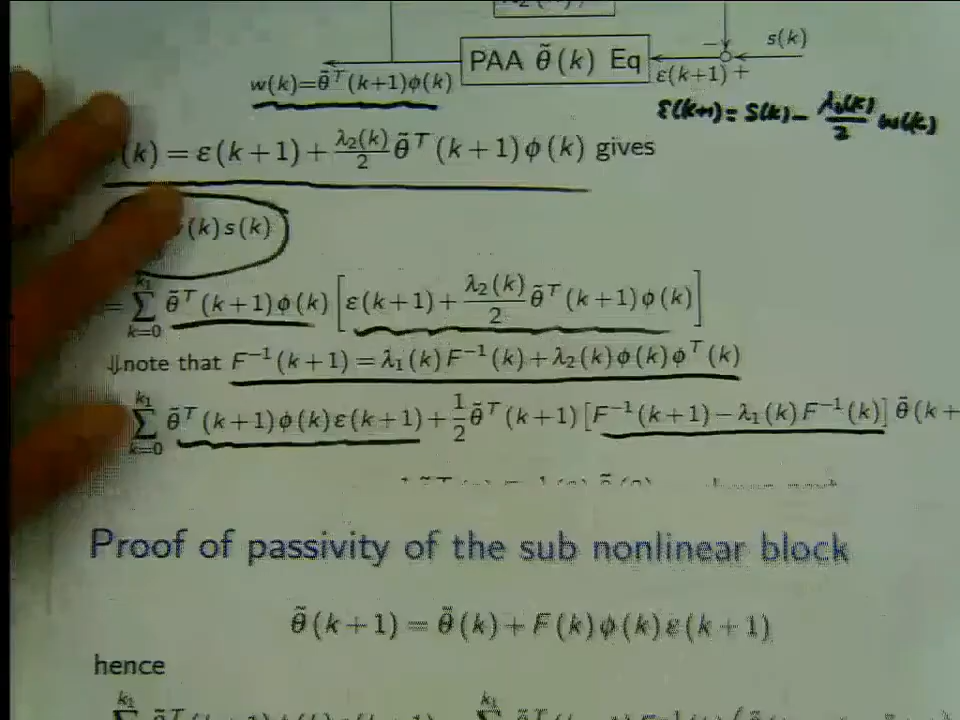 s(k)
PAA θ̃(k) Eq
ε(k+1) +
w(k)=θ̃ᵀ(k+1)φ(k)
ε(k+1) = s(k) − λ₂(k)/2 w(k)
(k) = ε(k+1) + λ₂(k)/2 θ̃ᵀ(k+1)φ(k) gives
(k)s(k)
= ∑_{k=0}^{k₁} θ̃ᵀ(k+1)φ(k) [ε(k+1) + λ₂(k)/2 θ̃ᵀ(k+1)φ(k)]
⇓note that F⁻¹(k+1) = λ₁(k)F⁻¹(k) + λ₂(k)φ(k)φᵀ(k)
∑_{k=0}^{k₁} θ̃ᵀ(k+1)φ(k)ε(k+1) + 1/2 θ̃ᵀ(k+1) [F⁻¹(k+1) − λ₁(k)F⁻¹(k)] θ̃(k+
Proof of passivity of the sub nonlinear block
θ̃(k+1) = θ̃(k) + F(k)φ(k)ε(k+1)
hence